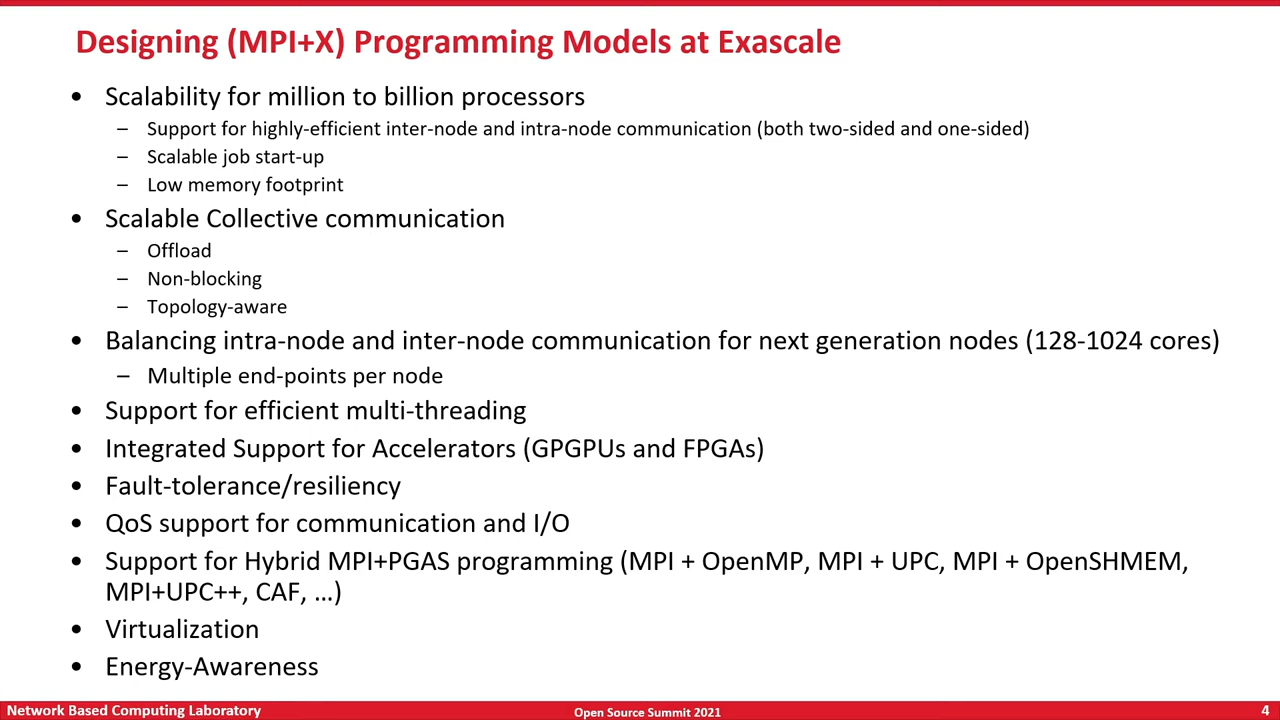 Designing (MPI+X) Programming Models at Exascale
• Scalability for million to billion processors
– Support for highly-efficient inter-node and intra-node communication (both two-sided and one-sided)
– Scalable job start-up
– Low memory footprint
• Scalable Collective communication
– Offload
– Non-blocking
– Topology-aware
• Balancing intra-node and inter-node communication for next generation nodes (128-1024 cores)
– Multiple end-points per node
• Support for efficient multi-threading
• Integrated Support for Accelerators (GPGPUs and FPGAs)
• Fault-tolerance/resiliency
• QoS support for communication and I/O
• Support for Hybrid MPI+PGAS programming (MPI + OpenMP, MPI + UPC, MPI + OpenSHMEM,
MPI+UPC++, CAF, …)
• Virtualization
• Energy-Awareness
Network Based Computing Laboratory
Open Source Summit 2021
4